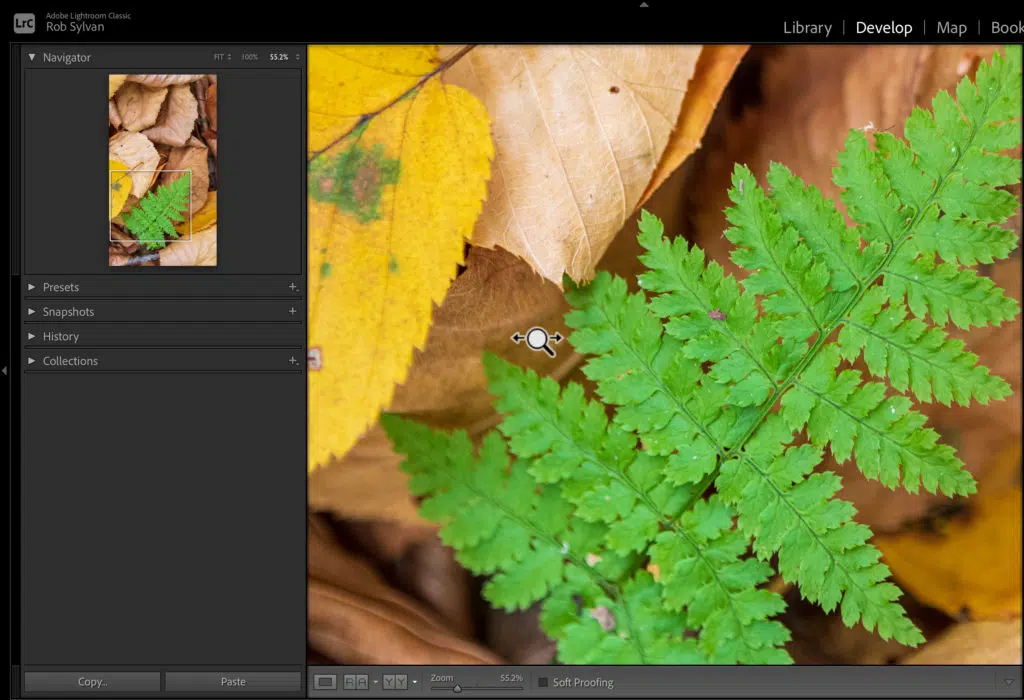 LrC
Adobe Lightroom Classic
Rob Sylvan
Library | Develop | Map | Book
Navigator FIT 100% 55.2%
Presets
Snapshots
History
Collections
Copy... Paste
R A Y Y Zoom 55.2% Soft Proofing